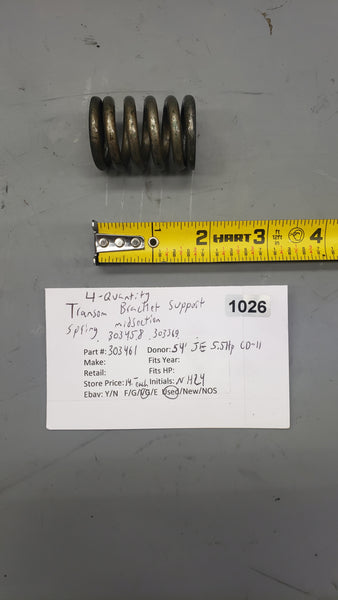 1 2 HART 3 4
4-Quantity
Transom Bracket Support
Spring midsection
303458 303369
1026
Part #: 303461 Donor: 54' JE 5.5Hp CD-11
Make: Fits Year:
Retail: Fits HP:
Store Price: 14.- each Initials: NH24
Ebay: Y/N F/G/VG/E Used/New/NOS